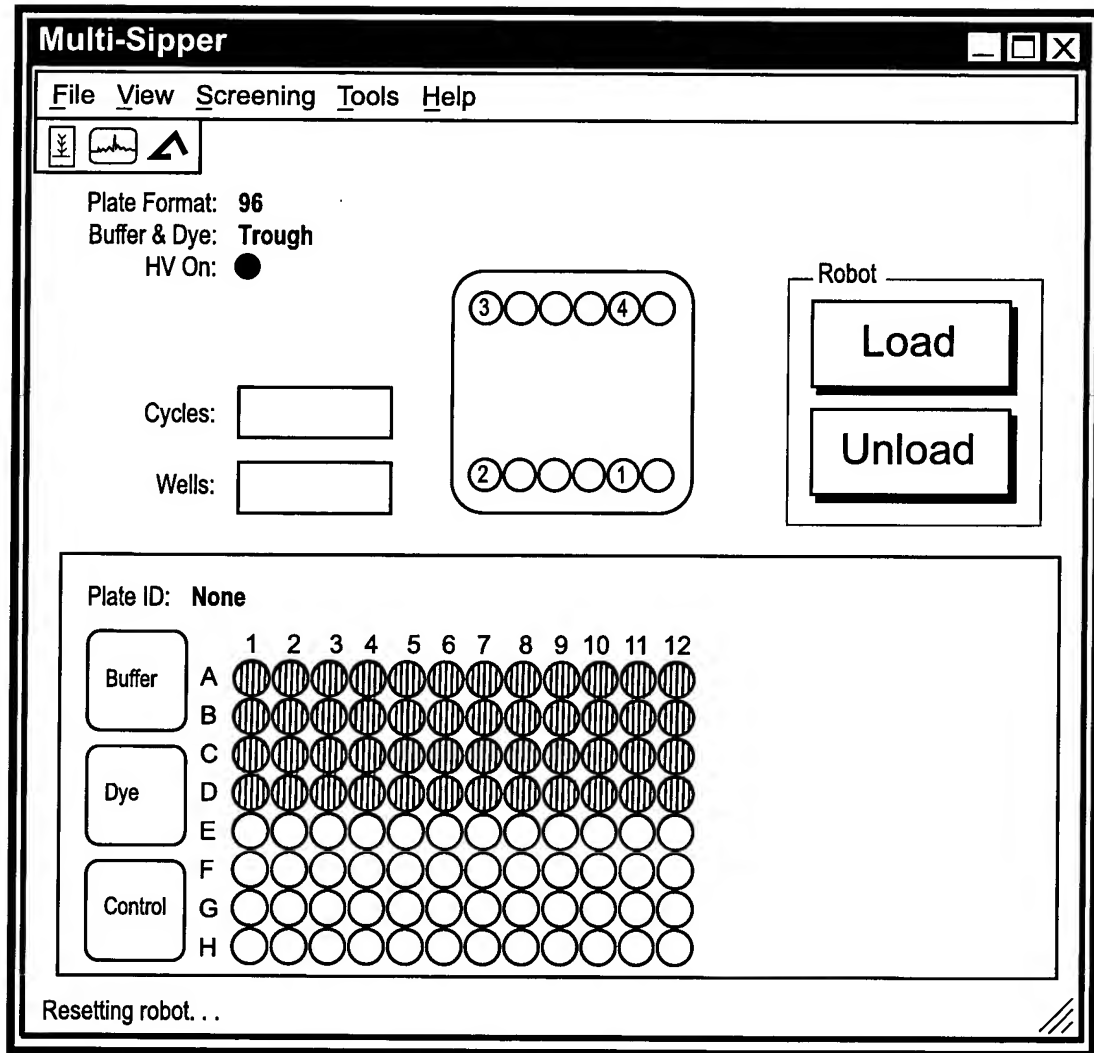 Multi-Sipper
File View Screening Tools Help
Plate Format: 96
Buffer & Dye: Trough
HV On:
Robot
3 4
Load
Cycles:
Unload
Wells:
2 1
Plate ID: None
1 2 3 4 5 6 7 8 9 10 11 12
Buffer
A
B
C
Dye
D
E
F
Control
G
H
Resetting robot. . .